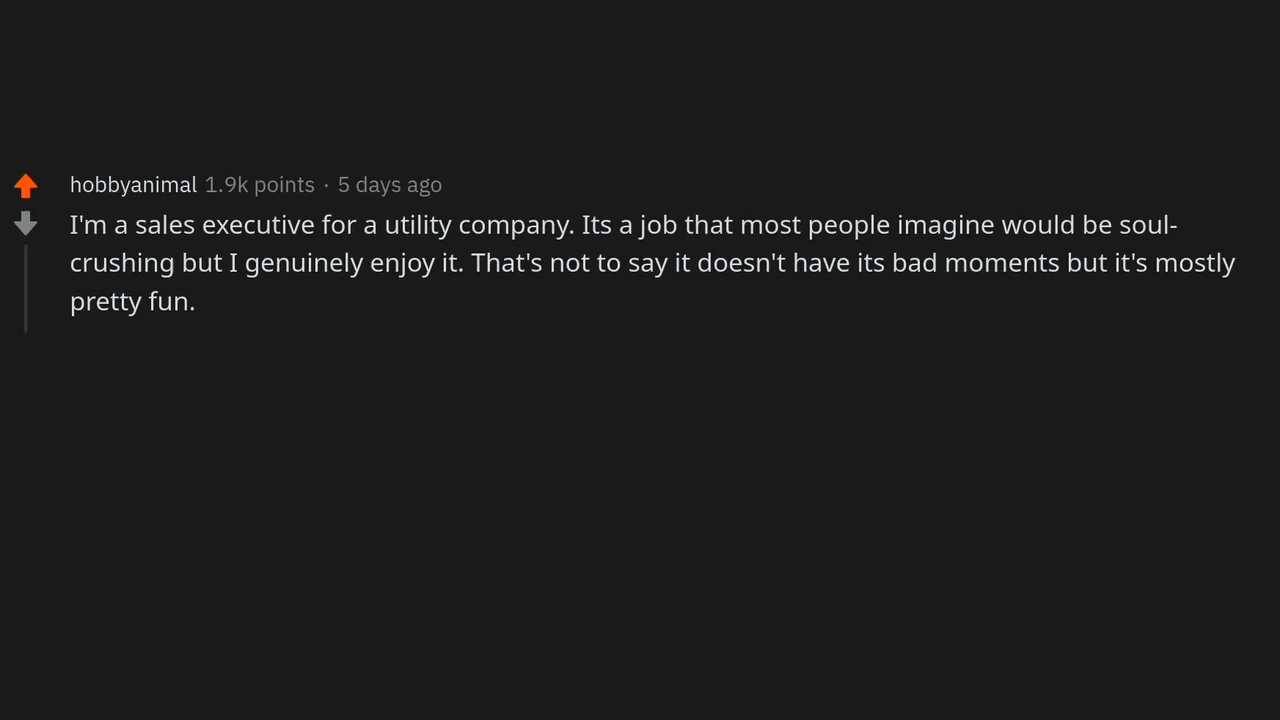 hobbyanimal 1.9k points · 5 days ago
I'm a sales executive for a utility company. Its a job that most people imagine would be soul-
crushing but I genuinely enjoy it. That's not to say it doesn't have its bad moments but it's mostly
pretty fun.